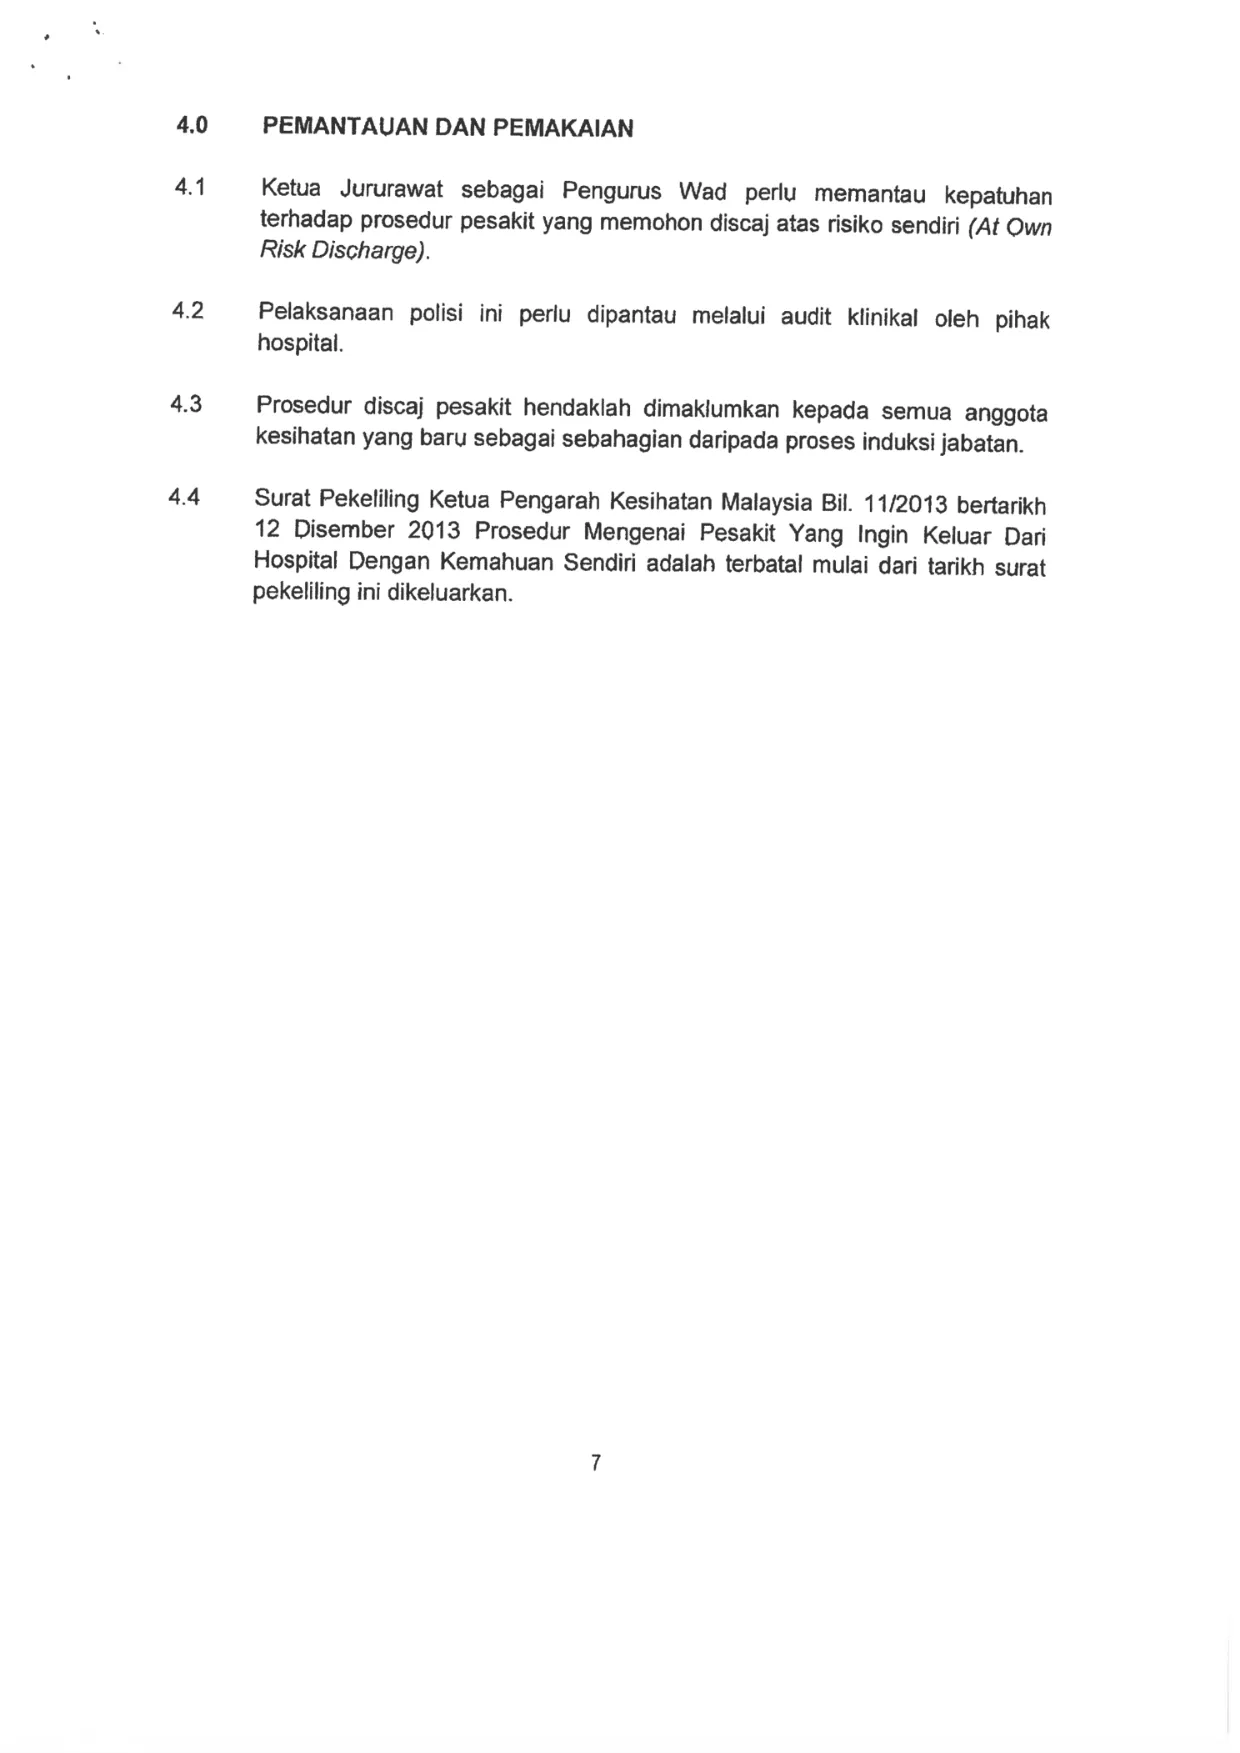 4.0 PEMANTAUAN DAN PEMAKAIAN
4.1 Ketua Jururawat sebagai Pengurus Wad perlu memantau kepatuhan
terhadap prosedur pesakit yang memohon discaj atas risiko sendiri (At Own
Risk Discharge).
4.2 Pelaksanaan polisi ini perlu dipantau melalui audit klinikal oleh pihak
hospital.
4.3 Prosedur discaj pesakit hendaklah dimaklumkan kepada semua anggota
kesihatan yang baru sebagai sebahagian daripada proses induksi jabatan.
4.4 Surat Pekeliling Ketua Pengarah Kesihatan Malaysia Bil. 11/2013 bertarikh
12 Disember 2013 Prosedur Mengenai Pesakit Yang Ingin Keluar Dari
Hospital Dengan Kemahuan Sendiri adalah terbatal mulai dari tarikh surat
pekeliling ini dikeluarkan.
7